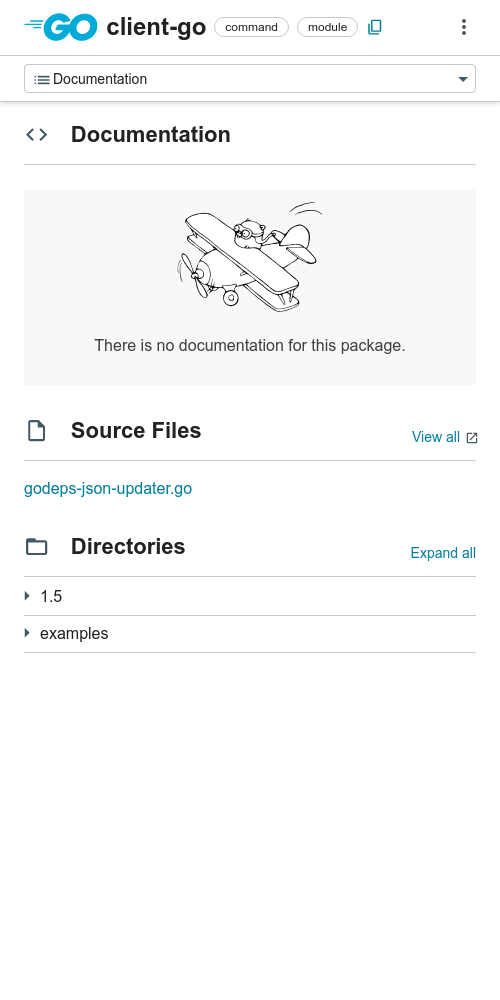 GO client-go command module
Documentation
Documentation
There is no documentation for this package.
Source Files
View all
godeps-json-updater.go
Directories
Expand all
1.5
examples